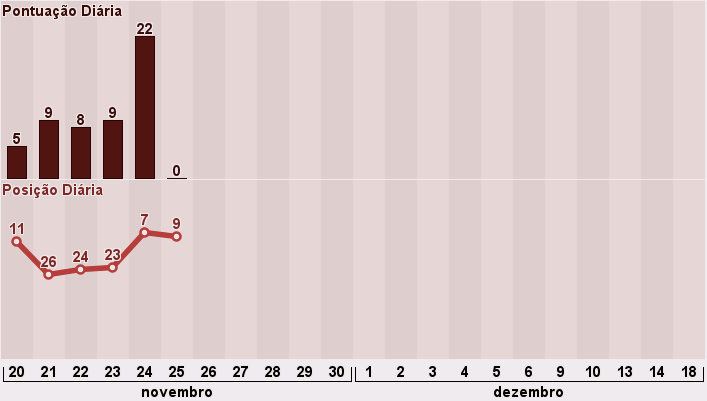 Pontuação Diária
5 9 8 9 22 0
Posição Diária
11 26 24 23 7 9
20 21 22 23 24 25 26 27 28 29 30 1 2 3 4 5 6 9 10 13 14 18
novembro dezembro